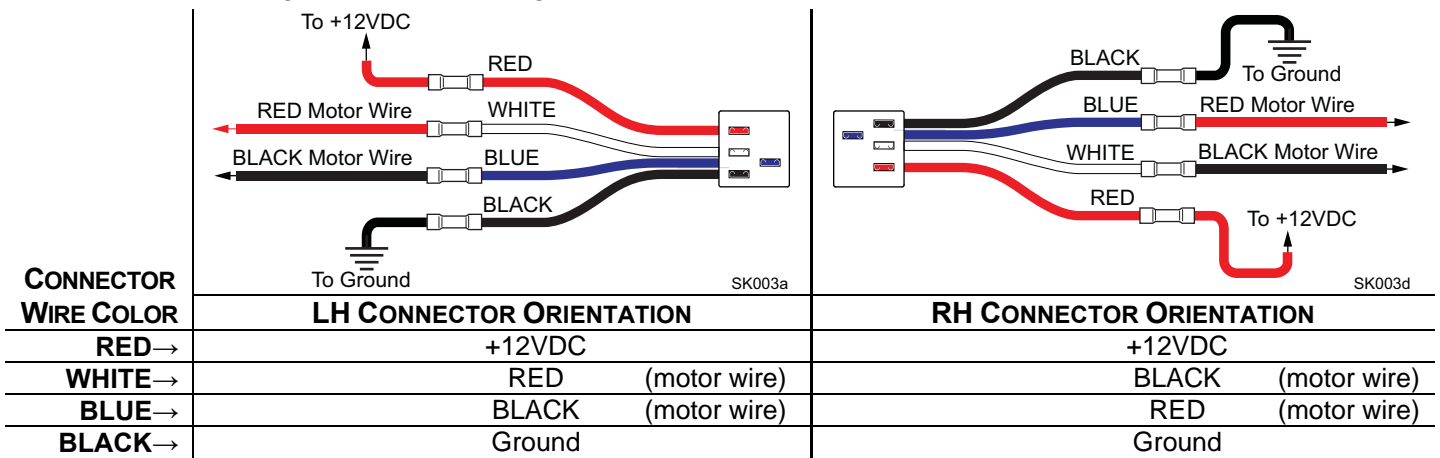 To +12VDC
RED
RED Motor Wire
WHITE
BLACK Motor Wire
BLUE
BLACK
To Ground
SK003a
BLACK
To Ground
BLUE
RED Motor Wire
WHITE
BLACK Motor Wire
RED
To +12VDC
SK003d
CONNECTOR
WIRE COLOR LH CONNECTOR ORIENTATION RH CONNECTOR ORIENTATION
RED→ +12VDC +12VDC
WHITE→ RED (motor wire) BLACK (motor wire)
BLUE→ BLACK (motor wire) RED (motor wire)
BLACK→ Ground Ground